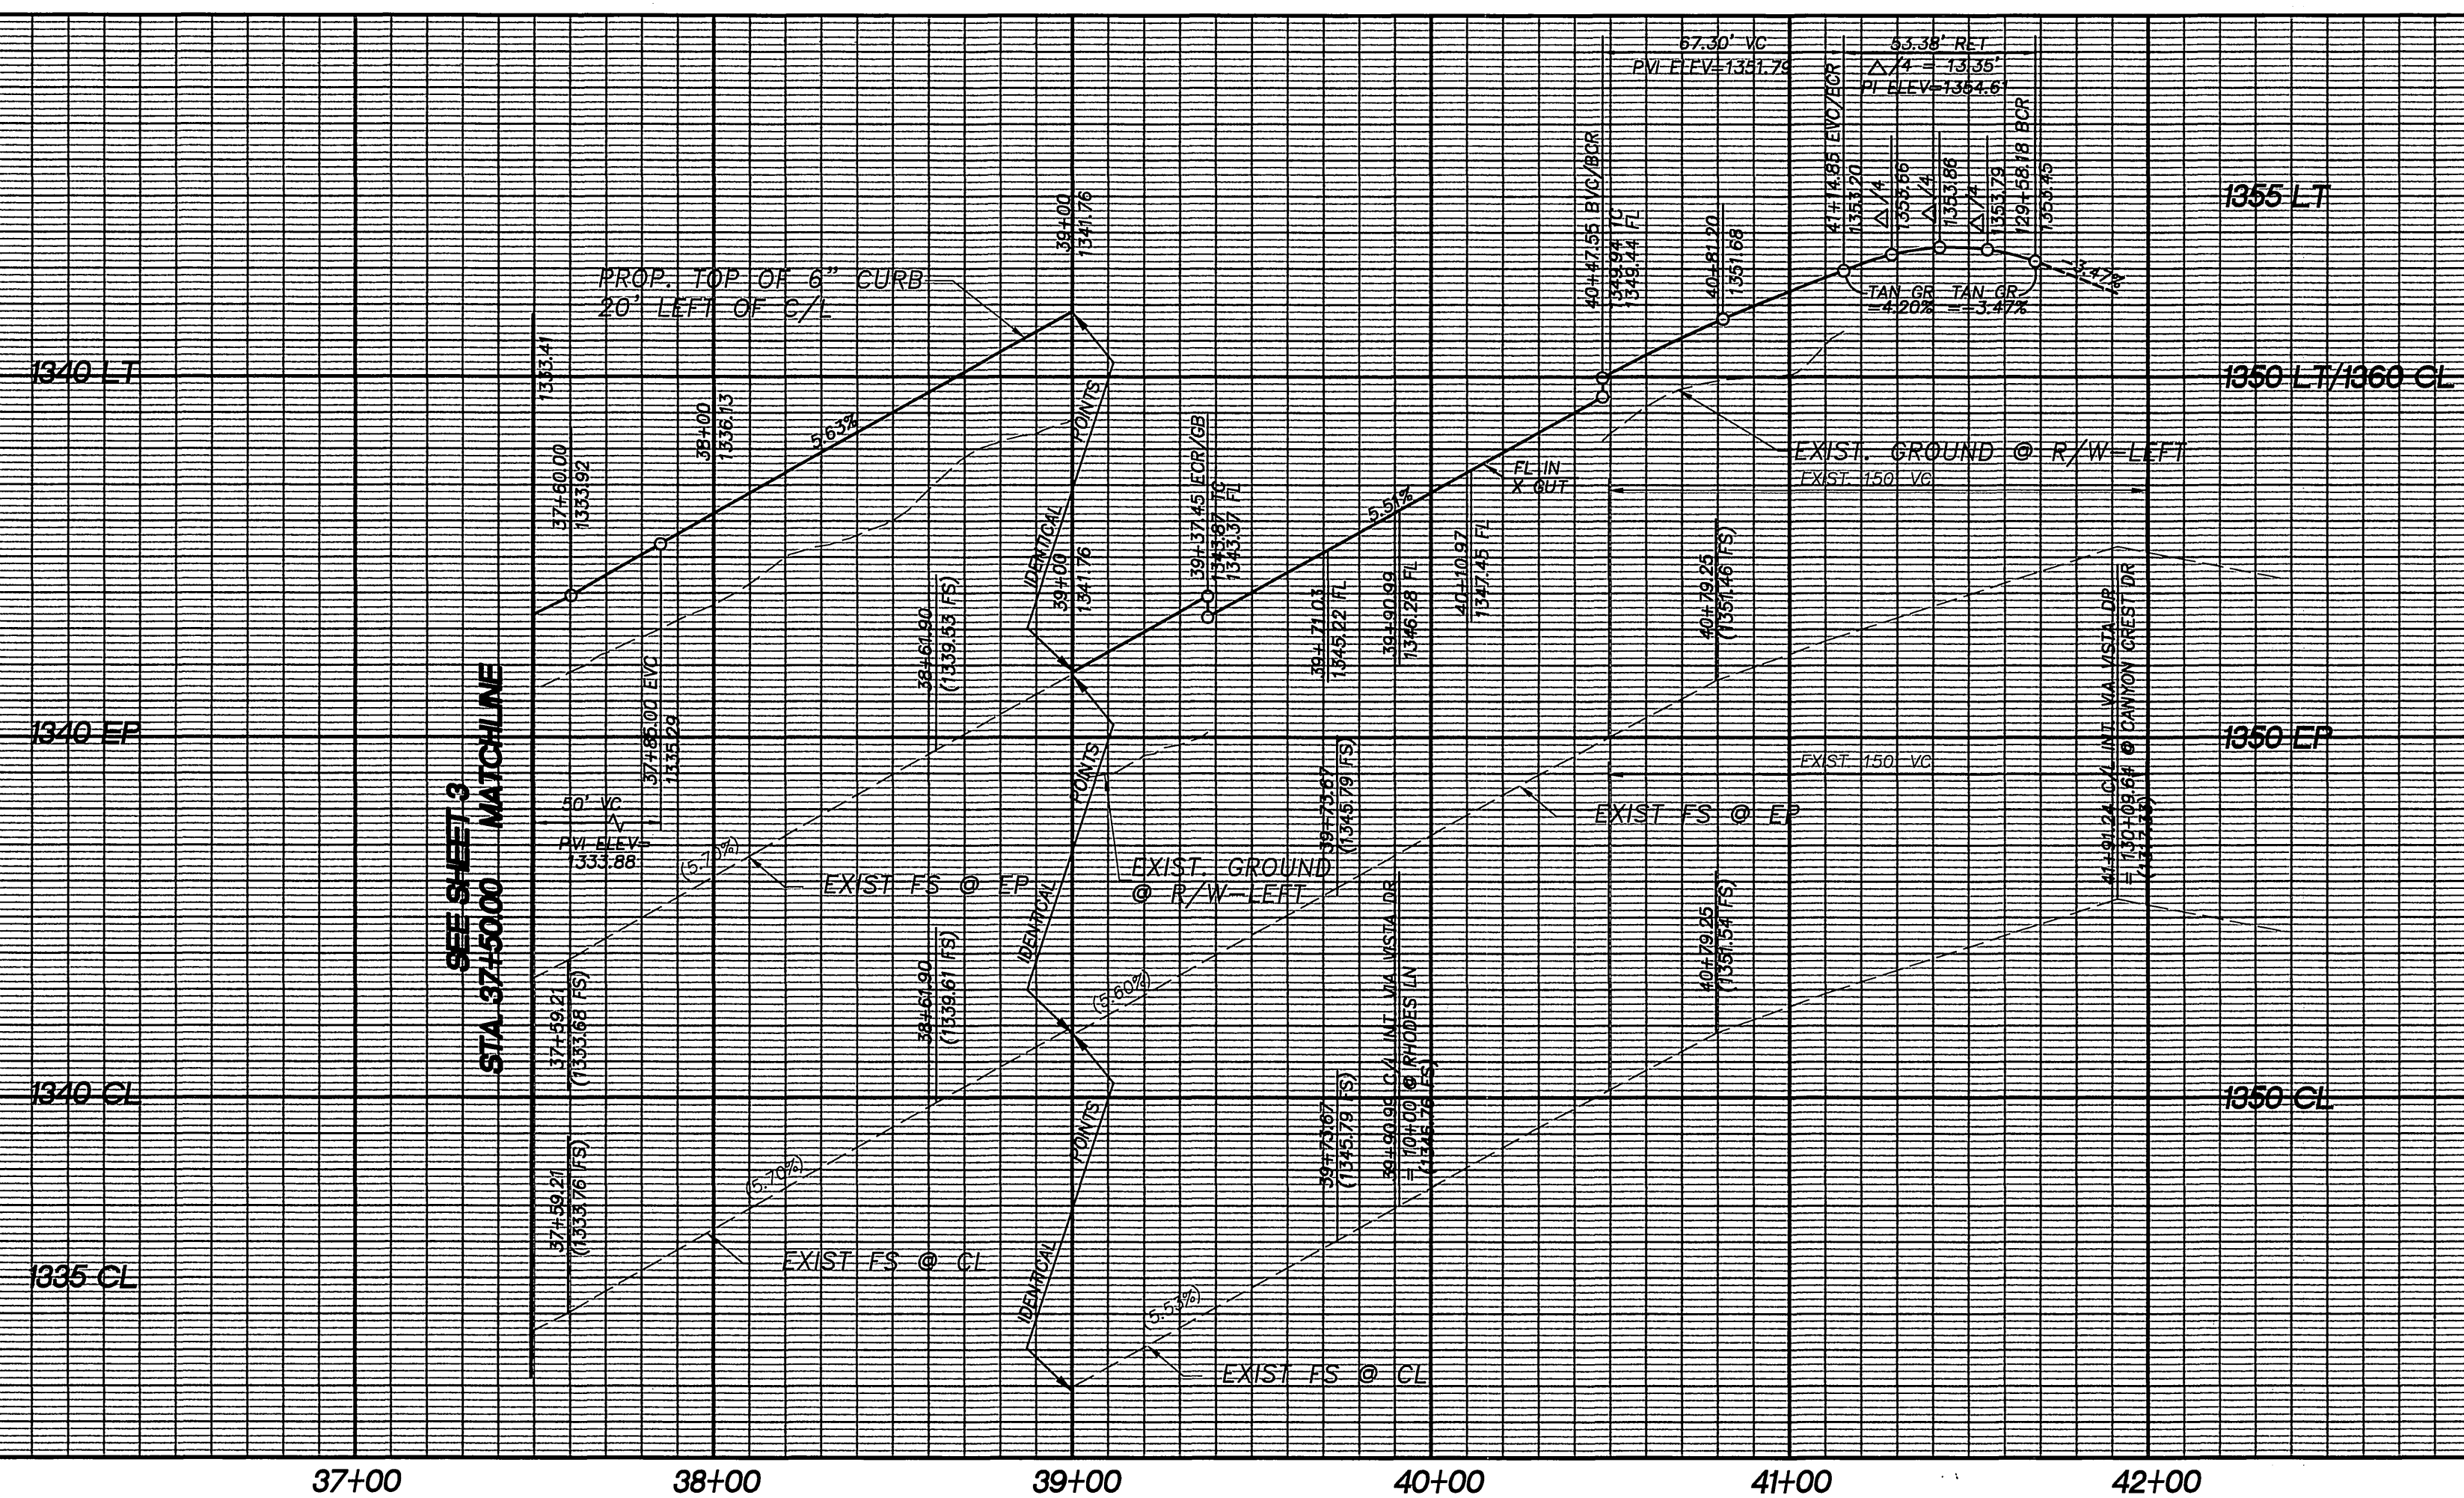 67.30' VC
PVI ELEV=1351.79
53.38' RET
△/4 = 13.35'
PI ELEV=1354.61
40+47.55 BVC/BCR
1349.94 TC
1349.44 FL
40+81.20
1351.68
41+14.85 EVC/ECR
1353.20
△/4
1353.66
△/4
1353.86
△/4
1353.79
129+58.18 BCR
1353.45
-3.47%
TAN GR
=4.20%
TAN GR
=-3.47%
1355 LT
39+00
1341.76
PROP. TOP OF 6" CURB
20' LEFT OF C/L
1340 LT
1333.41
37+60.00
1333.92
38+00
1336.13
5.63%
POINTS
IDENTICAL
39+00
1341.76
39+37.45 ECR/GB
1343.87 TC
1343.37 FL
5.51%
FL IN
X GUT
1350 LT/1360 CL
EXIST. GROUND @ R/W-LEFT
EXIST. 150' VC
39+71.03
1345.22 FL
39+90.99
1346.28 FL
40+10.97
1347.45 FL
40+79.25
(1351.46 FS)
38+61.90
(1339.53 FS)
37+85.00 EVC
1335.29
1340 EP
1350 EP
SEE SHEET 3
STA. 37+50.00 MATCHLINE
50' VC
PVI ELEV=
1333.88
(5.70%)
EXIST FS @ EP
POINTS
IDENTICAL
EXIST. GROUND
@ R/W-LEFT
39+73.67
(1345.79 FS)
EXIST FS @ EP
EXIST. 150' VC
41+91.24 C/L INT VIA VISTA DR
= 130+09.64 @ CANYON CREST DR
37+59.21
(1333.68 FS)
38+61.90
(1339.61 FS)
(5.60%)
40+79.25
(1351.54 FS)
1340 CL
1350 CL
POINTS
IDENTICAL
39+73.67
(1345.79 FS)
39+90.99 C/L INT VIA VISTA DR
= 10+00 @ RHODES LN
(1346.76 FS)
37+59.21
(1333.76 FS)
(5.70%)
EXIST FS @ CL
1335 CL
(5.53%)
EXIST FS @ CL
37+00
38+00
39+00
40+00
41+00
42+00